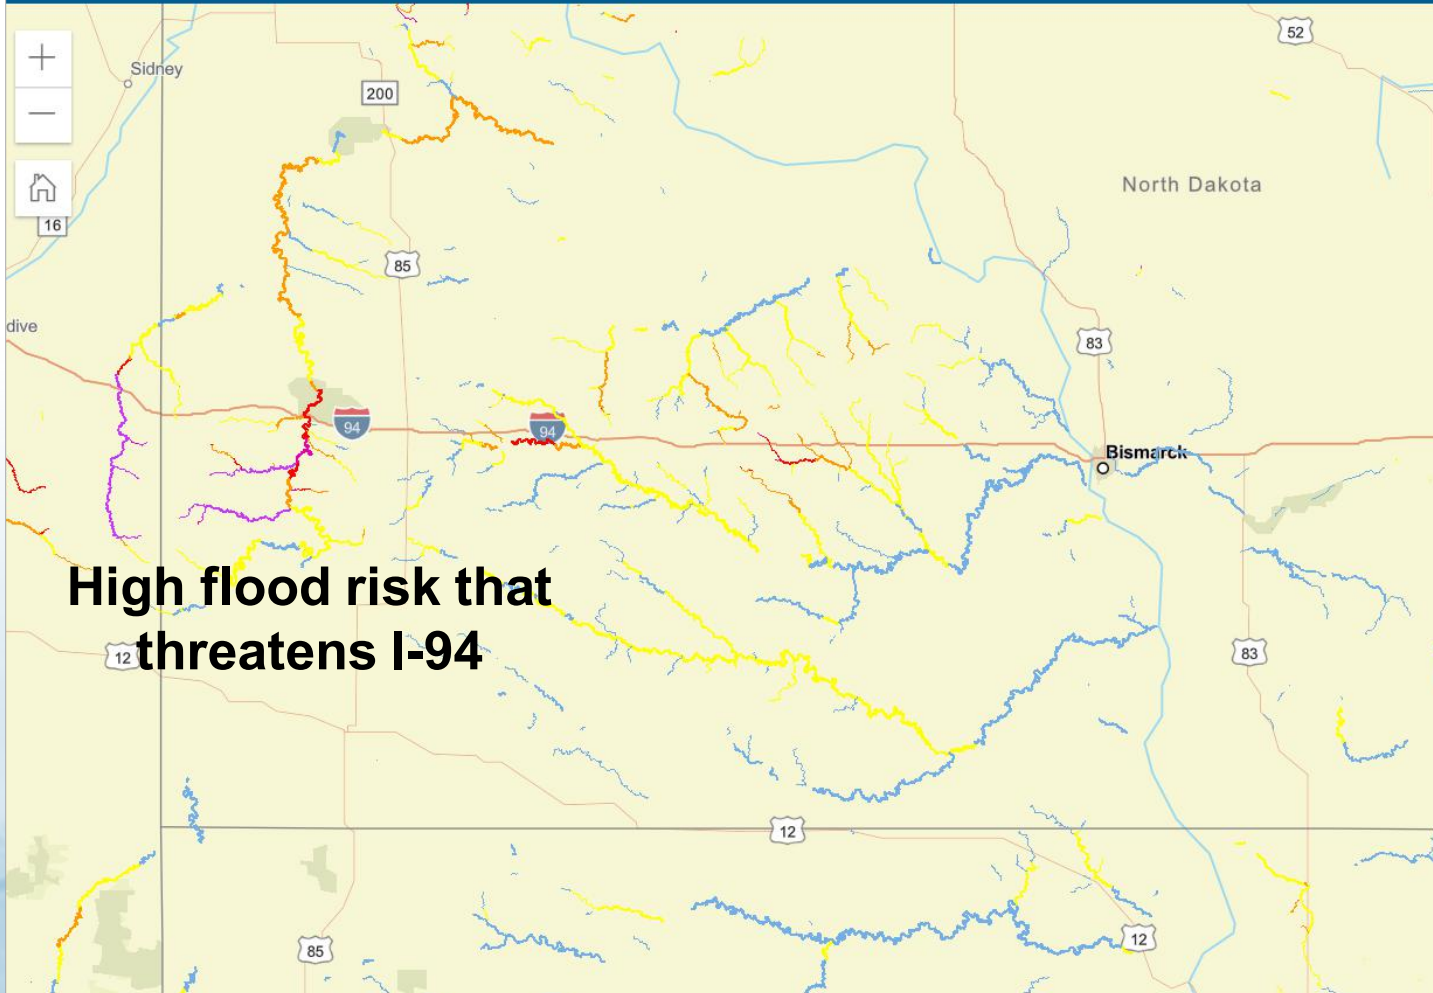 52
+
Sidney
200
−
North Dakota
16
85
dive
83
94
94
Bismarck
High flood risk that
threatens I-94
12
83
12
85
12